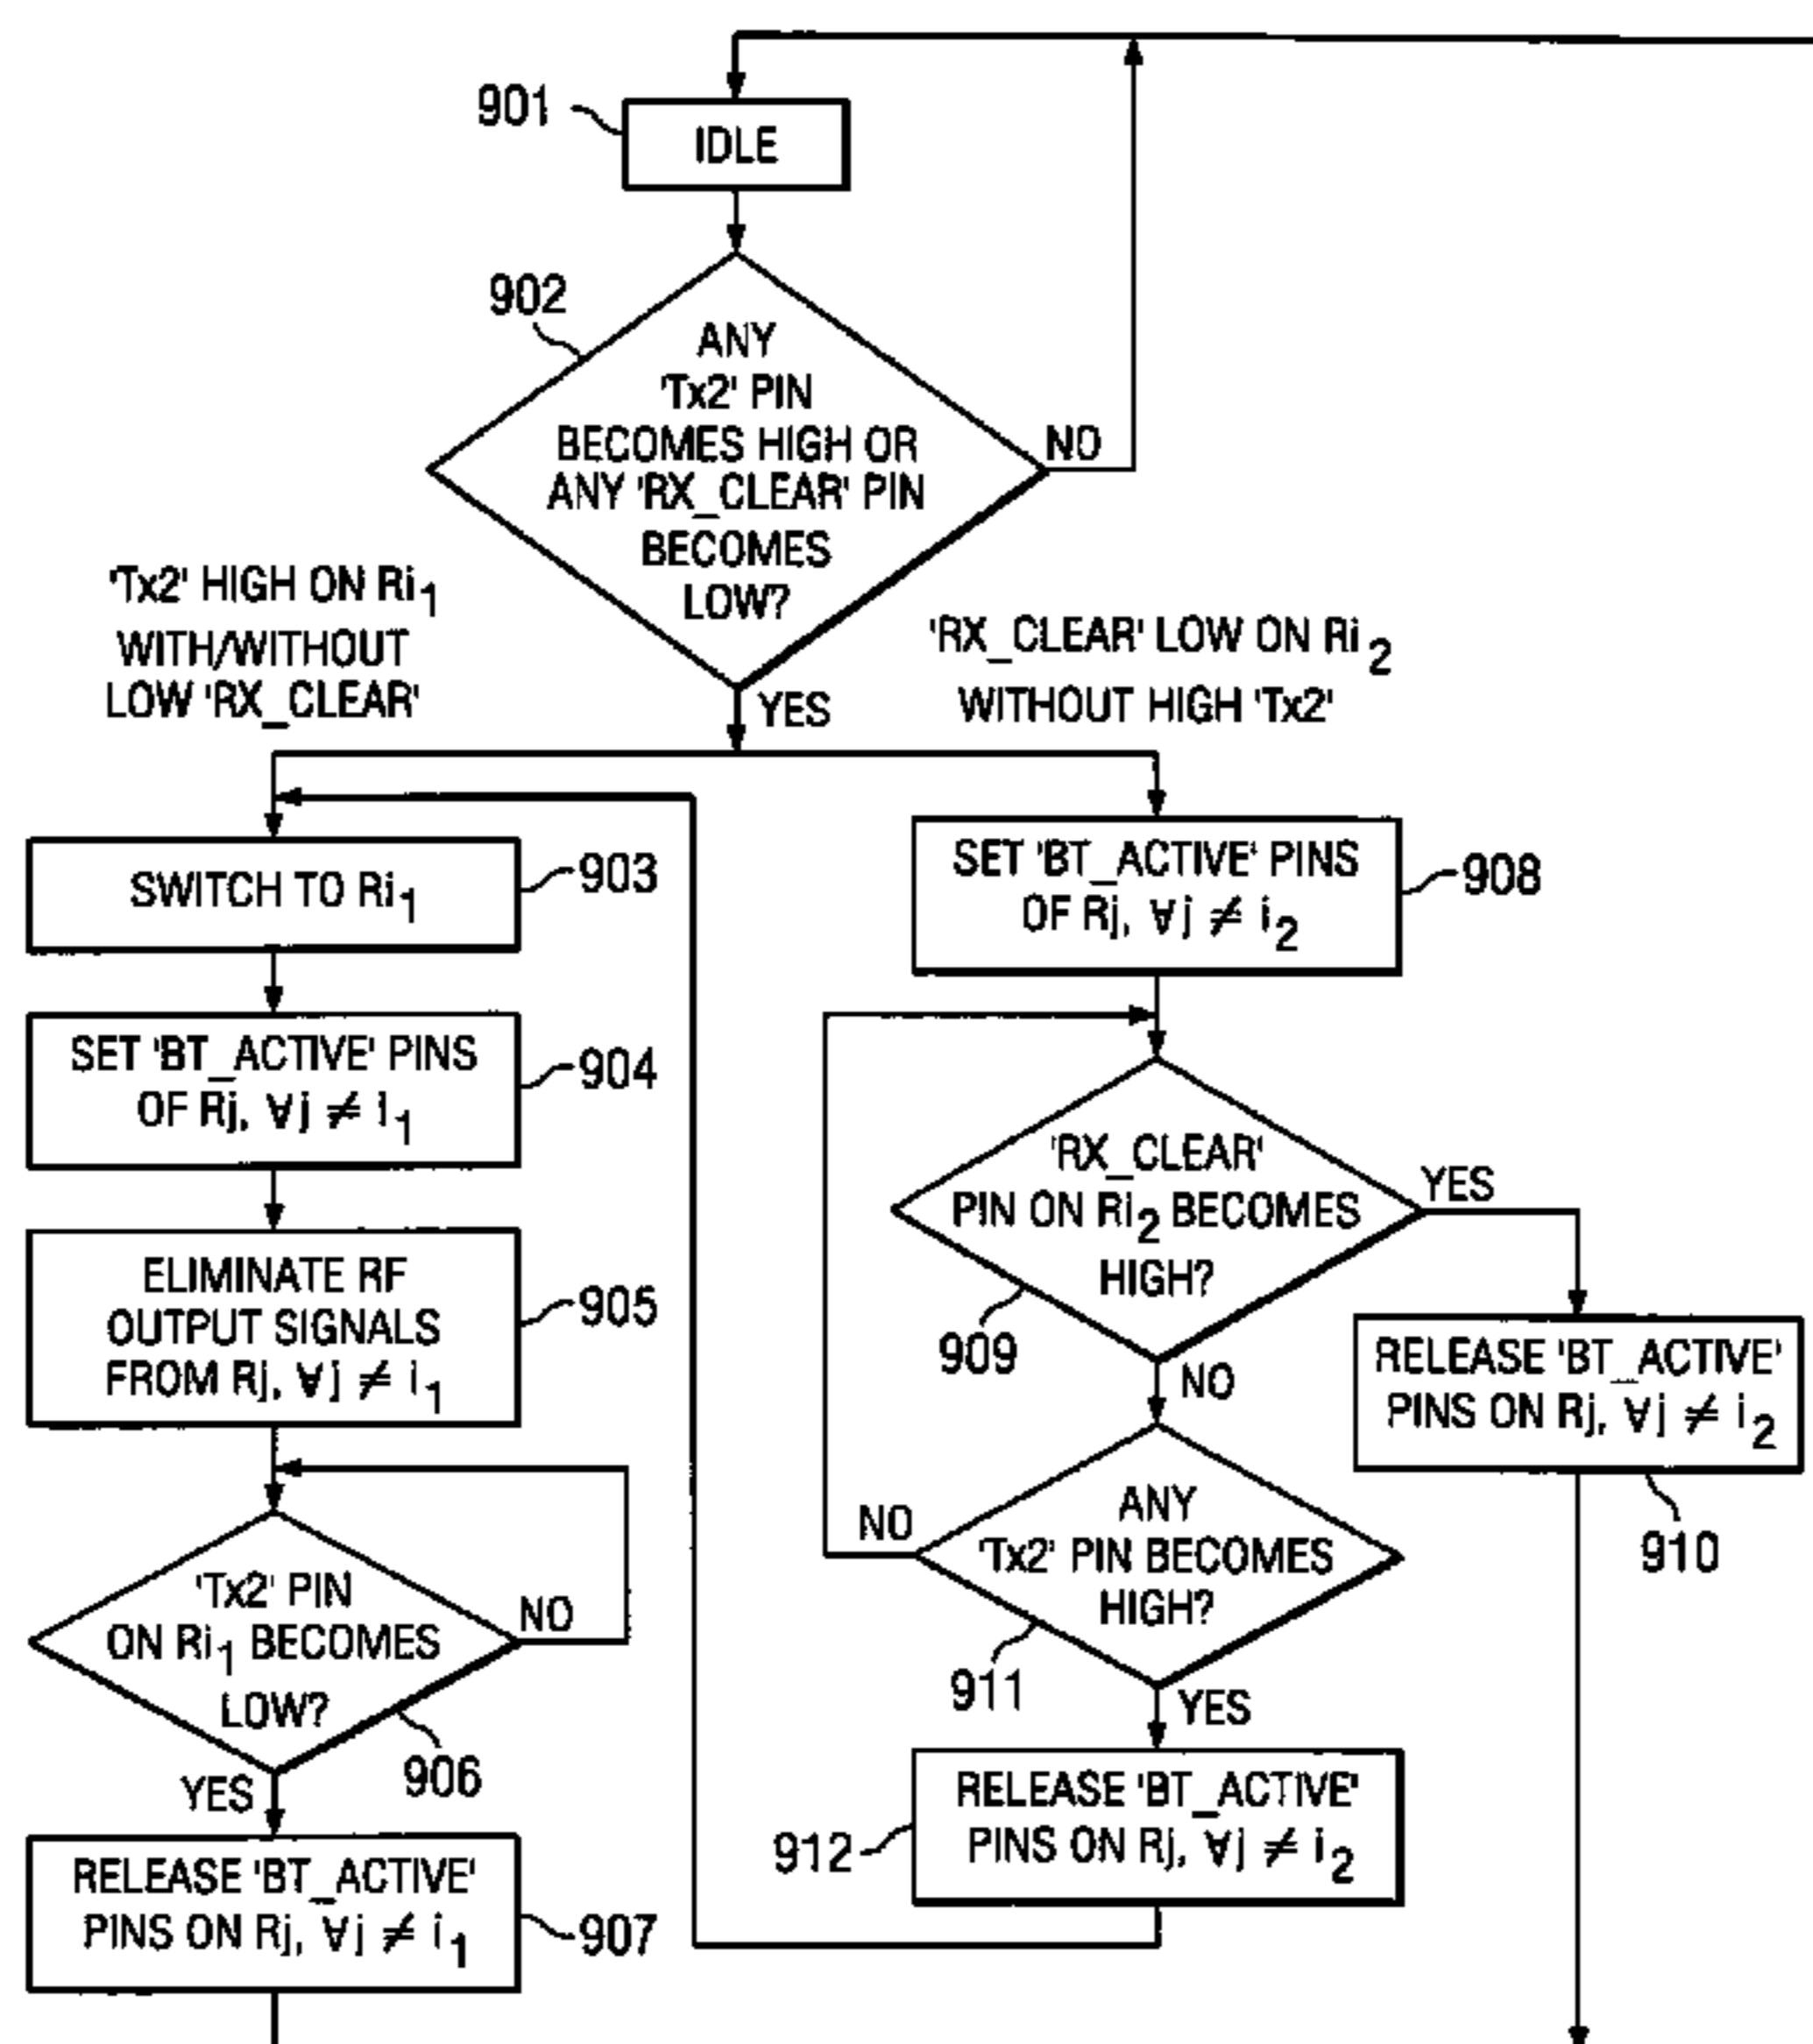 901
IDLE
902
ANY
'Tx2' PIN
BECOMES HIGH OR
ANY 'RX_CLEAR' PIN
BECOMES
LOW?
NO
YES
'Tx2' HIGH ON Ri1
WITH/WITHOUT
LOW 'RX_CLEAR'
'RX_CLEAR' LOW ON Ri2
WITHOUT HIGH 'Tx2'
SWITCH TO Ri1
903
SET 'BT_ACTIVE' PINS
OF Rj, ∀j ≠ i1
904
ELIMINATE RF
OUTPUT SIGNALS
FROM Rj, ∀j ≠ i1
905
'Tx2' PIN
ON Ri1 BECOMES
LOW?
NO
YES
906
RELEASE 'BT_ACTIVE'
PINS ON Rj, ∀j ≠ i1
907
SET 'BT_ACTIVE' PINS
OF Rj, ∀j ≠ i2
908
'RX_CLEAR'
PIN ON Ri2 BECOMES
HIGH?
YES
909
NO
RELEASE 'BT_ACTIVE'
PINS ON Rj, ∀j ≠ i2
910
ANY
'Tx2' PIN BECOMES
HIGH?
NO
911
YES
RELEASE 'BT_ACTIVE'
PINS ON Rj, ∀j ≠ i2
912